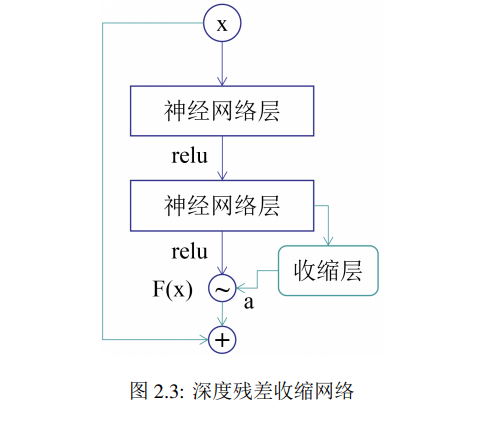 x
神经网络层
relu
神经网络层
relu
收缩层
F(x)
~
a
+
图 2.3: 深度残差收缩网络